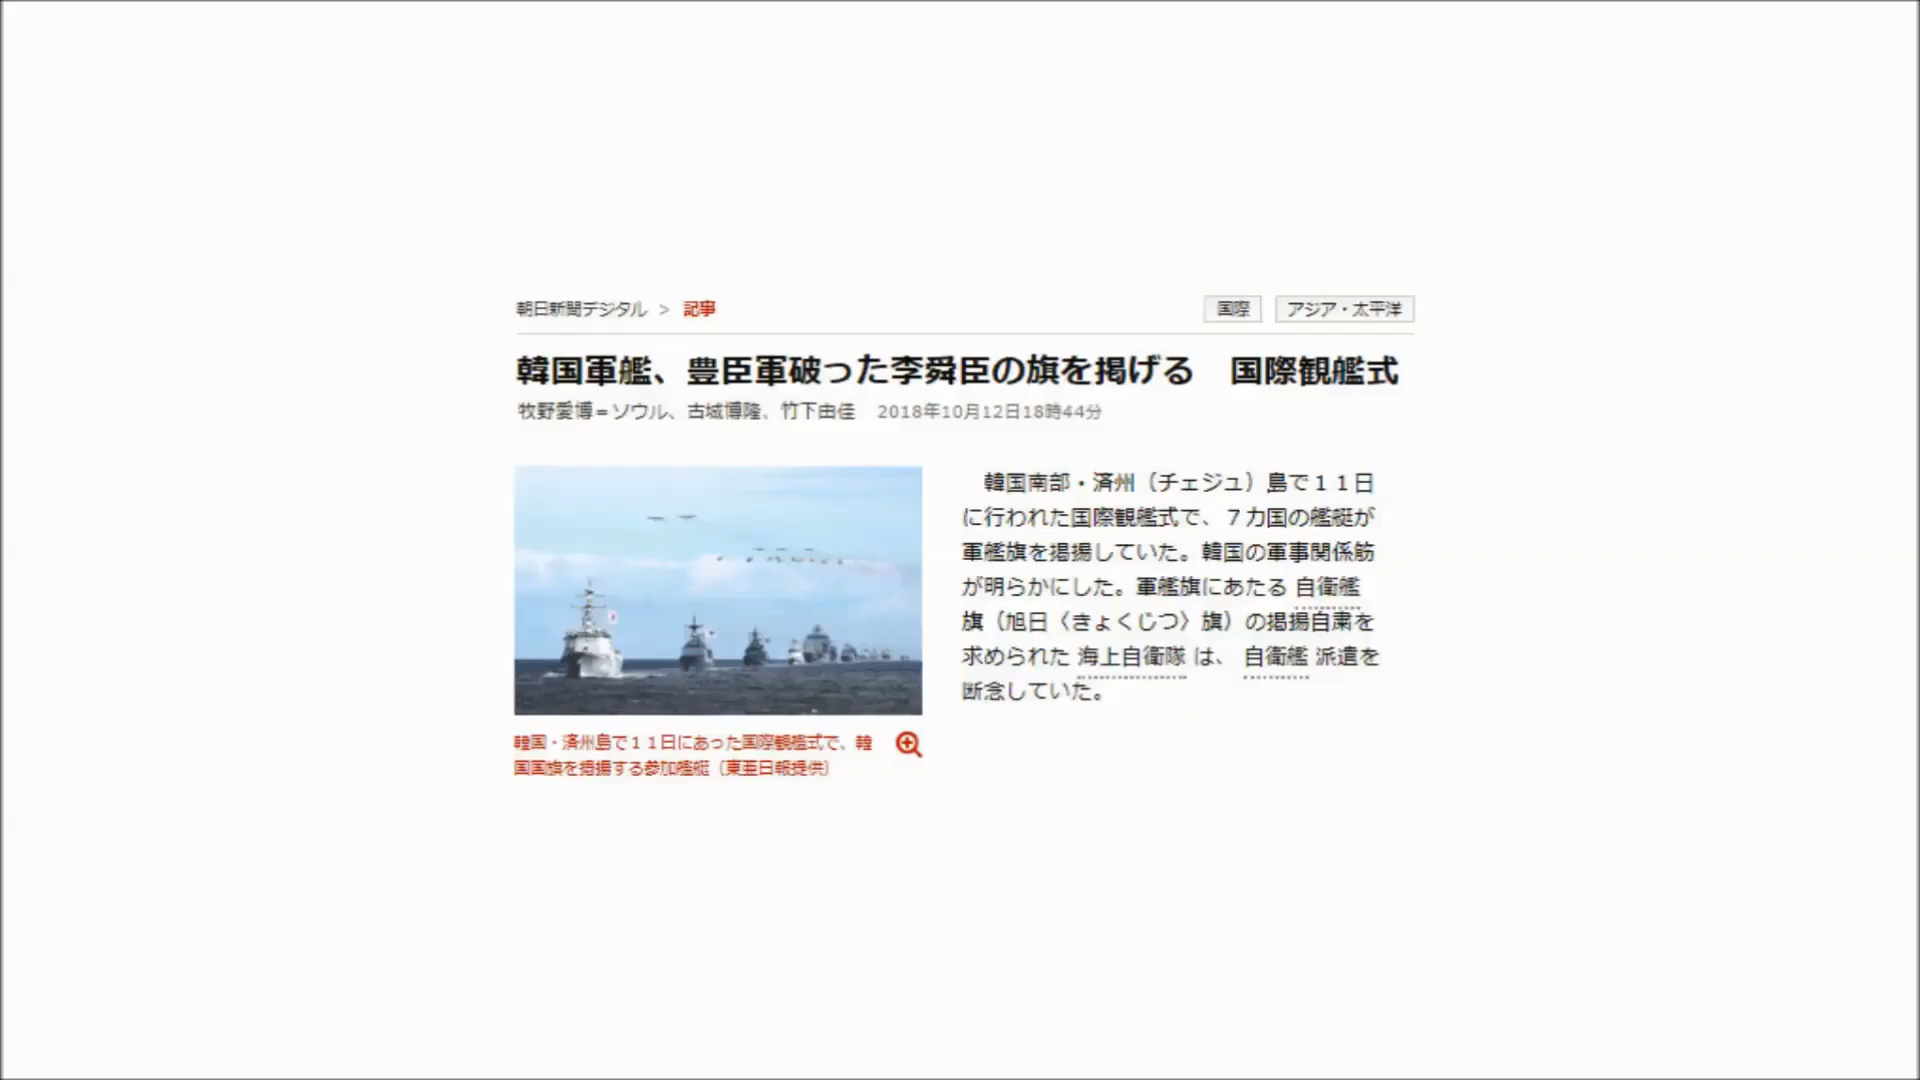 朝日新聞デジタル > 記事
国際 アジア・太平洋
韓国軍艦、豊臣軍破った李舜臣の旗を掲げる　国際観艦式
牧野愛博＝ソウル、古城博隆、竹下由佳　2018年10月12日18時44分
韓国南部・済州（チェジュ）島で１１日
に行われた国際観艦式で、７カ国の艦艇が
軍艦旗を掲揚していた。韓国の軍事関係筋
が明らかにした。軍艦旗にあたる 自衛艦
旗（旭日〈きょくじつ〉旗）の掲揚自粛を
求められた 海上自衛隊 は、 自衛艦 派遣を
断念していた。
韓国・済州島で１１日にあった国際観艦式で、韓
国国旗を掲揚する参加艦艇（東亜日報提供）